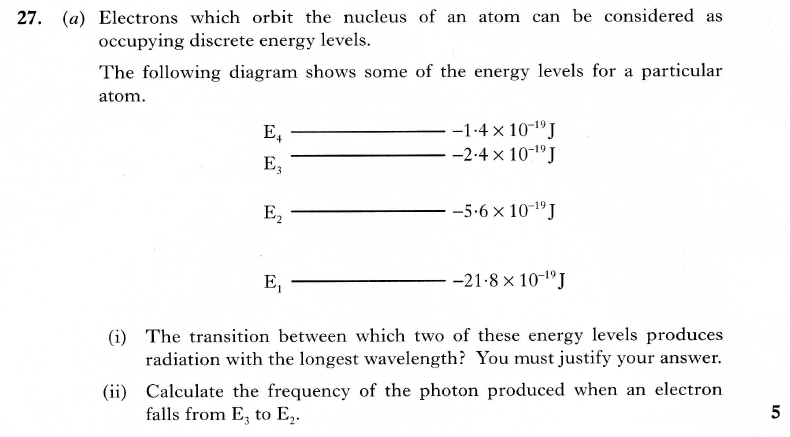 27. (a) Electrons which orbit the nucleus of an atom can be considered as
occupying discrete energy levels.
The following diagram shows some of the energy levels for a particular
atom.
E₄ −1·4 × 10⁻¹⁹ J
E₃ −2·4 × 10⁻¹⁹ J
E₂ −5·6 × 10⁻¹⁹ J
E₁ −21·8 × 10⁻¹⁹ J
(i) The transition between which two of these energy levels produces
radiation with the longest wavelength? You must justify your answer.
(ii) Calculate the frequency of the photon produced when an electron
falls from E₃ to E₂. 5